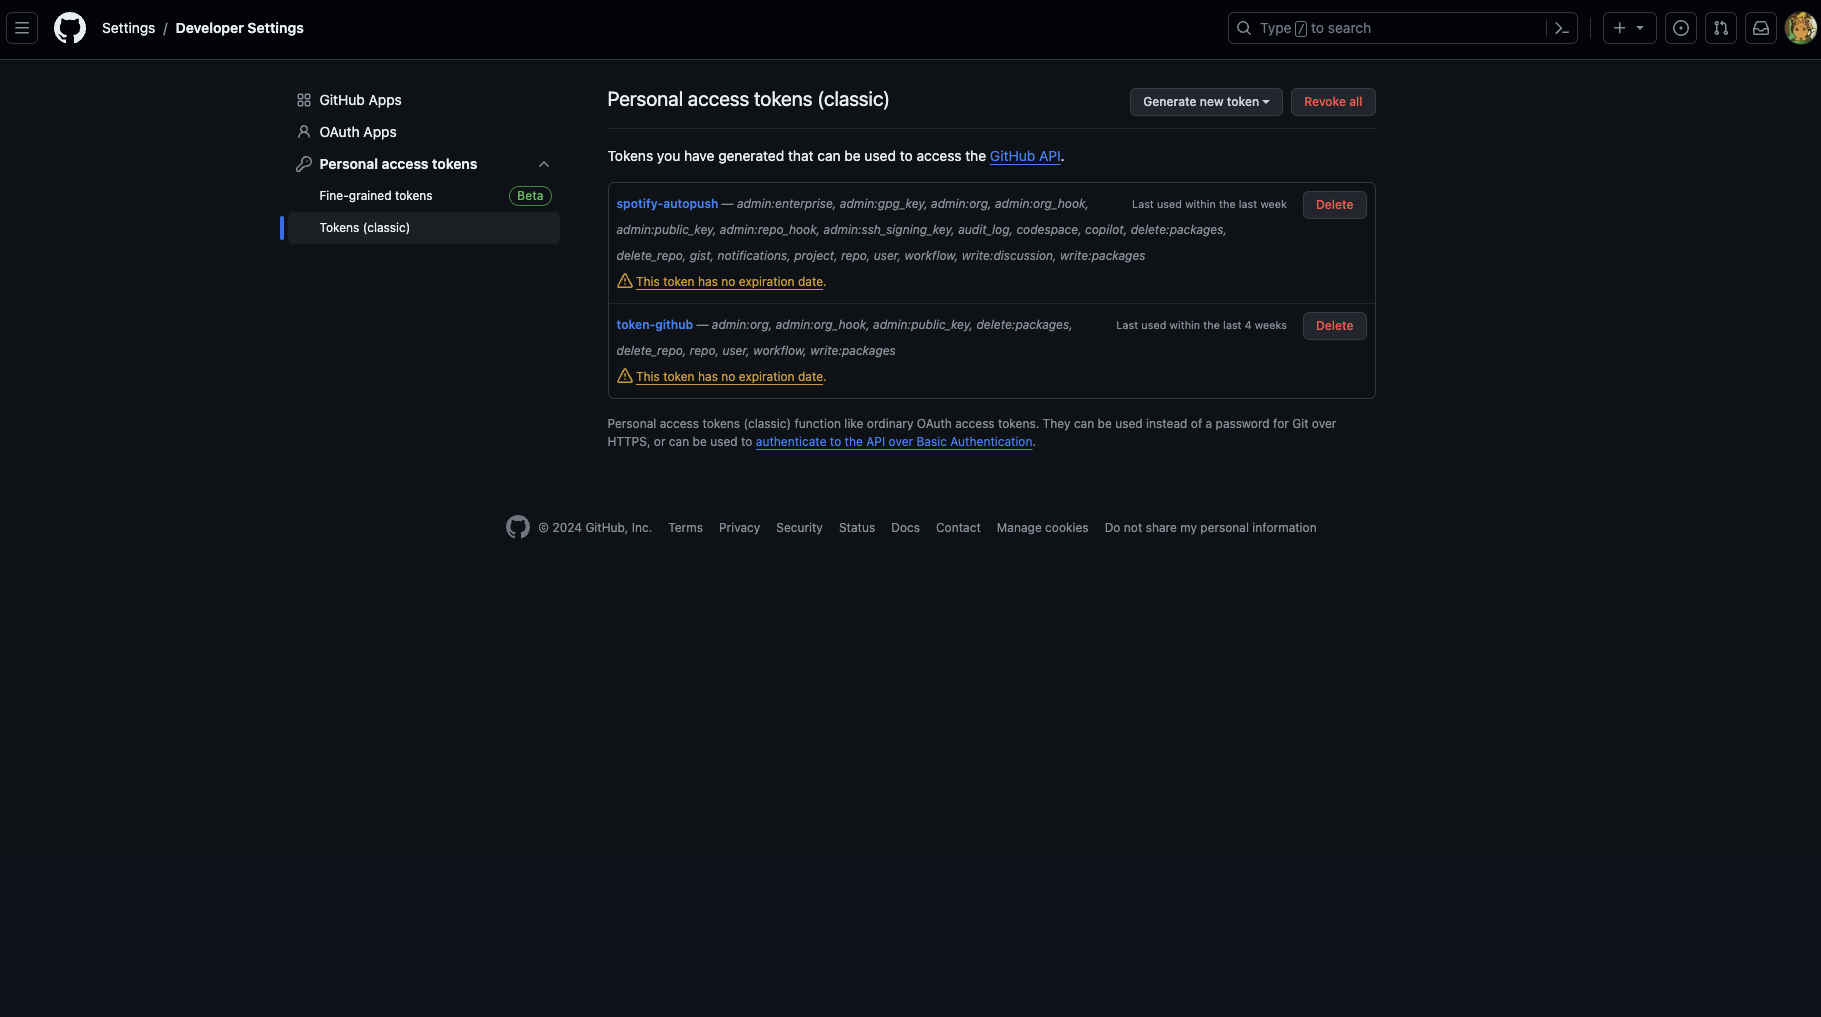 Settings / Developer Settings
Type / to search
GitHub Apps
OAuth Apps
Personal access tokens
Fine-grained tokens Beta
Tokens (classic)
Personal access tokens (classic)
Generate new token
Revoke all
Tokens you have generated that can be used to access the GitHub API.
spotify-autopush — admin:enterprise, admin:gpg_key, admin:org, admin:org_hook,
admin:public_key, admin:repo_hook, admin:ssh_signing_key, audit_log, codespace, copilot, delete:packages,
delete_repo, gist, notifications, project, repo, user, workflow, write:discussion, write:packages
Last used within the last week
Delete
This token has no expiration date.
token-github — admin:org, admin:org_hook, admin:public_key, delete:packages,
delete_repo, repo, user, workflow, write:packages
Last used within the last 4 weeks
Delete
This token has no expiration date.
Personal access tokens (classic) function like ordinary OAuth access tokens. They can be used instead of a password for Git over
HTTPS, or can be used to authenticate to the API over Basic Authentication.
© 2024 GitHub, Inc. Terms Privacy Security Status Docs Contact Manage cookies Do not share my personal information